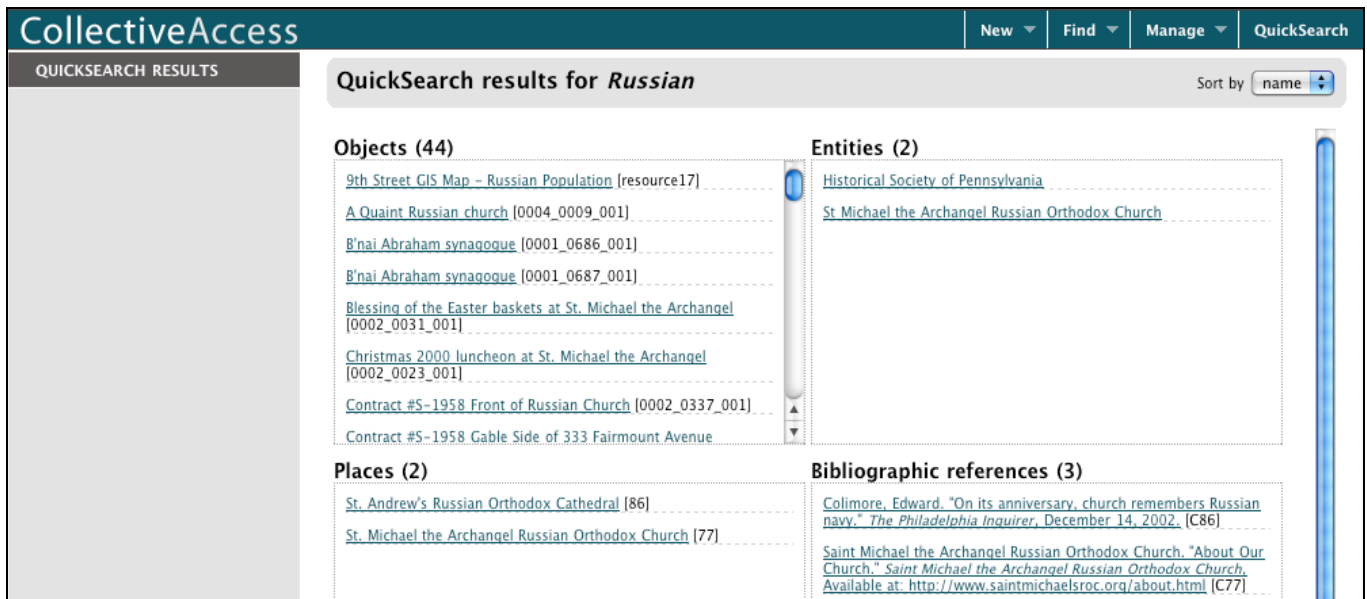 CollectiveAccess
New
Find
Manage
QuickSearch
QUICKSEARCH RESULTS
QuickSearch results for Russian
Sort by name
Objects (44)
9th Street GIS Map – Russian Population [resource17]
A Quaint Russian church [0004_0009_001]
B'nai Abraham synagogue [0001_0686_001]
B'nai Abraham synagogue [0001_0687_001]
Blessing of the Easter baskets at St. Michael the Archangel
[0002_0031_001]
Christmas 2000 luncheon at St. Michael the Archangel
[0002_0023_001]
Contract #S-1958 Front of Russian Church [0002_0337_001]
Contract #S-1958 Gable Side of 333 Fairmount Avenue
Entities (2)
Historical Society of Pennsylvania
St Michael the Archangel Russian Orthodox Church
Places (2)
St. Andrew's Russian Orthodox Cathedral [86]
St. Michael the Archangel Russian Orthodox Church [77]
Bibliographic references (3)
Colimore, Edward. "On its anniversary, church remembers Russian
navy." The Philadelphia Inquirer, December 14, 2002. [C86]
Saint Michael the Archangel Russian Orthodox Church. "About Our
Church." Saint Michael the Archangel Russian Orthodox Church,
Available at: http://www.saintmichaelsroc.org/about.html [C77]